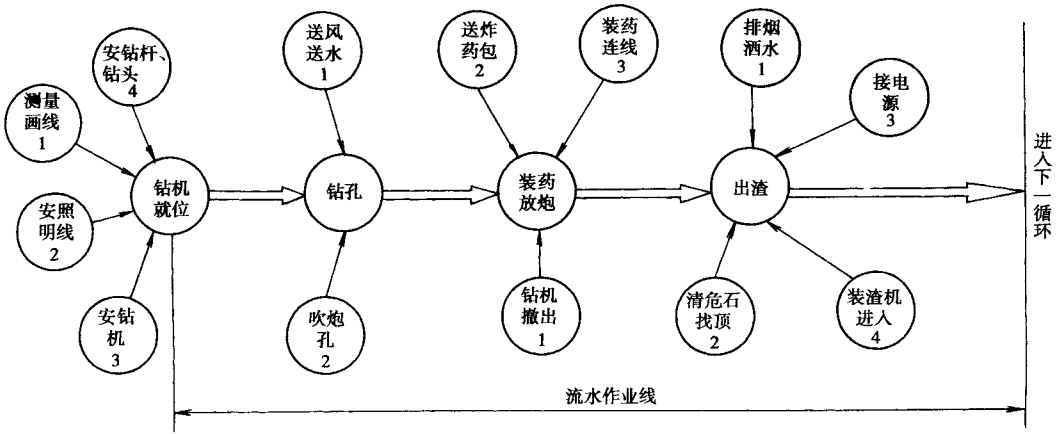 安钻杆、
钻头
4
测量
画线
1
安照
明线
2
安钻
机
3
钻机
就位
送风
送水
1
钻孔
吹炮
孔
2
送炸
药包
2
装药
连线
3
装药
放炮
钻机
撤出
1
排烟
洒水
1
接电
源
3
出渣
清危石
找顶
2
装渣机
进入
4
进入下一循环
流水作业线